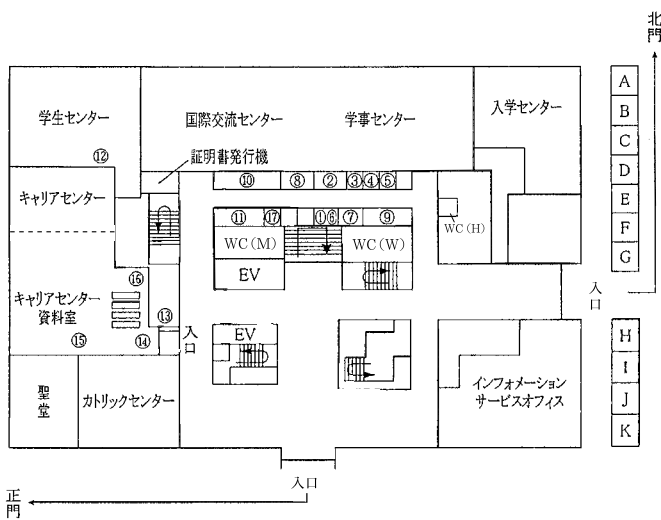 北門
学生センター
国際交流センター
学事センター
入学センター
証明書発行機
⑫
⑩
⑧
②
③
④
⑤
キャリアセンター
⑪
⑰
①
⑥
⑦
⑨
WC(M)
WC(W)
WC(H)
EV
⑯
キャリアセンター
資料室
⑬
⑮
⑭
入口
EV
入口
聖堂
カトリックセンター
インフォメーション
サービスオフィス
A
B
C
D
E
F
G
H
I
J
K
入口
正門